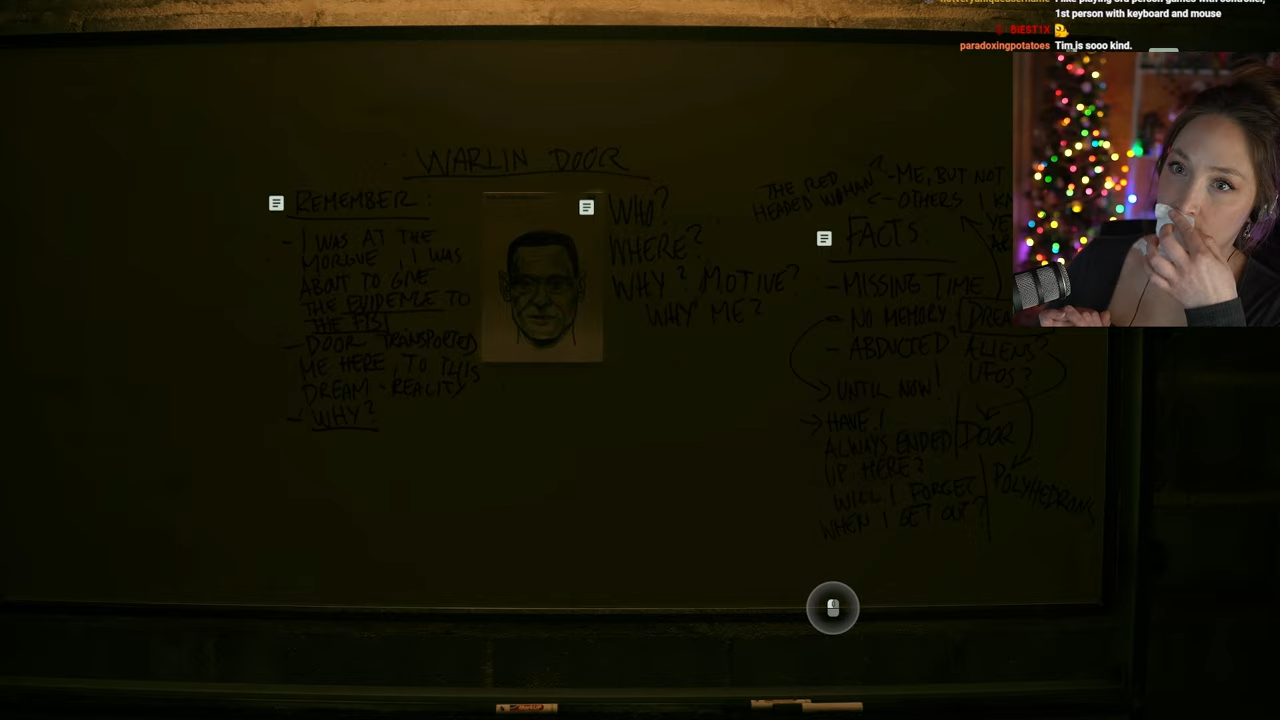 1st person with keyboard and mouse
BIEST1X
paradoxingpotatoes Tim is sooo kind.
WARLIN DOOR
REMEMBER:
- I WAS AT THE
MORGUE, I WAS
ABOUT TO GIVE
THE EVIDENCE TO
THE FBI
- DOOR TRANSPORTED
ME HERE, TO THIS
DREAM-REALITY
- WHY?
WHO?
WHERE?
WHY? MOTIVE?
WHY ME?
THE RED
HEADED WOMAN?
- ME, BUT NOT
- OTHERS I
FACTS:
- MISSING TIME
- NO MEMORY
- ABDUCTED?
ALIENS?
UFOS?
UNTIL NOW!
HAVE I
ALWAYS ENDED
UP HERE?
WILL I FORGET
WHEN I GET OUT?
DOOR
POLYHEDRONS